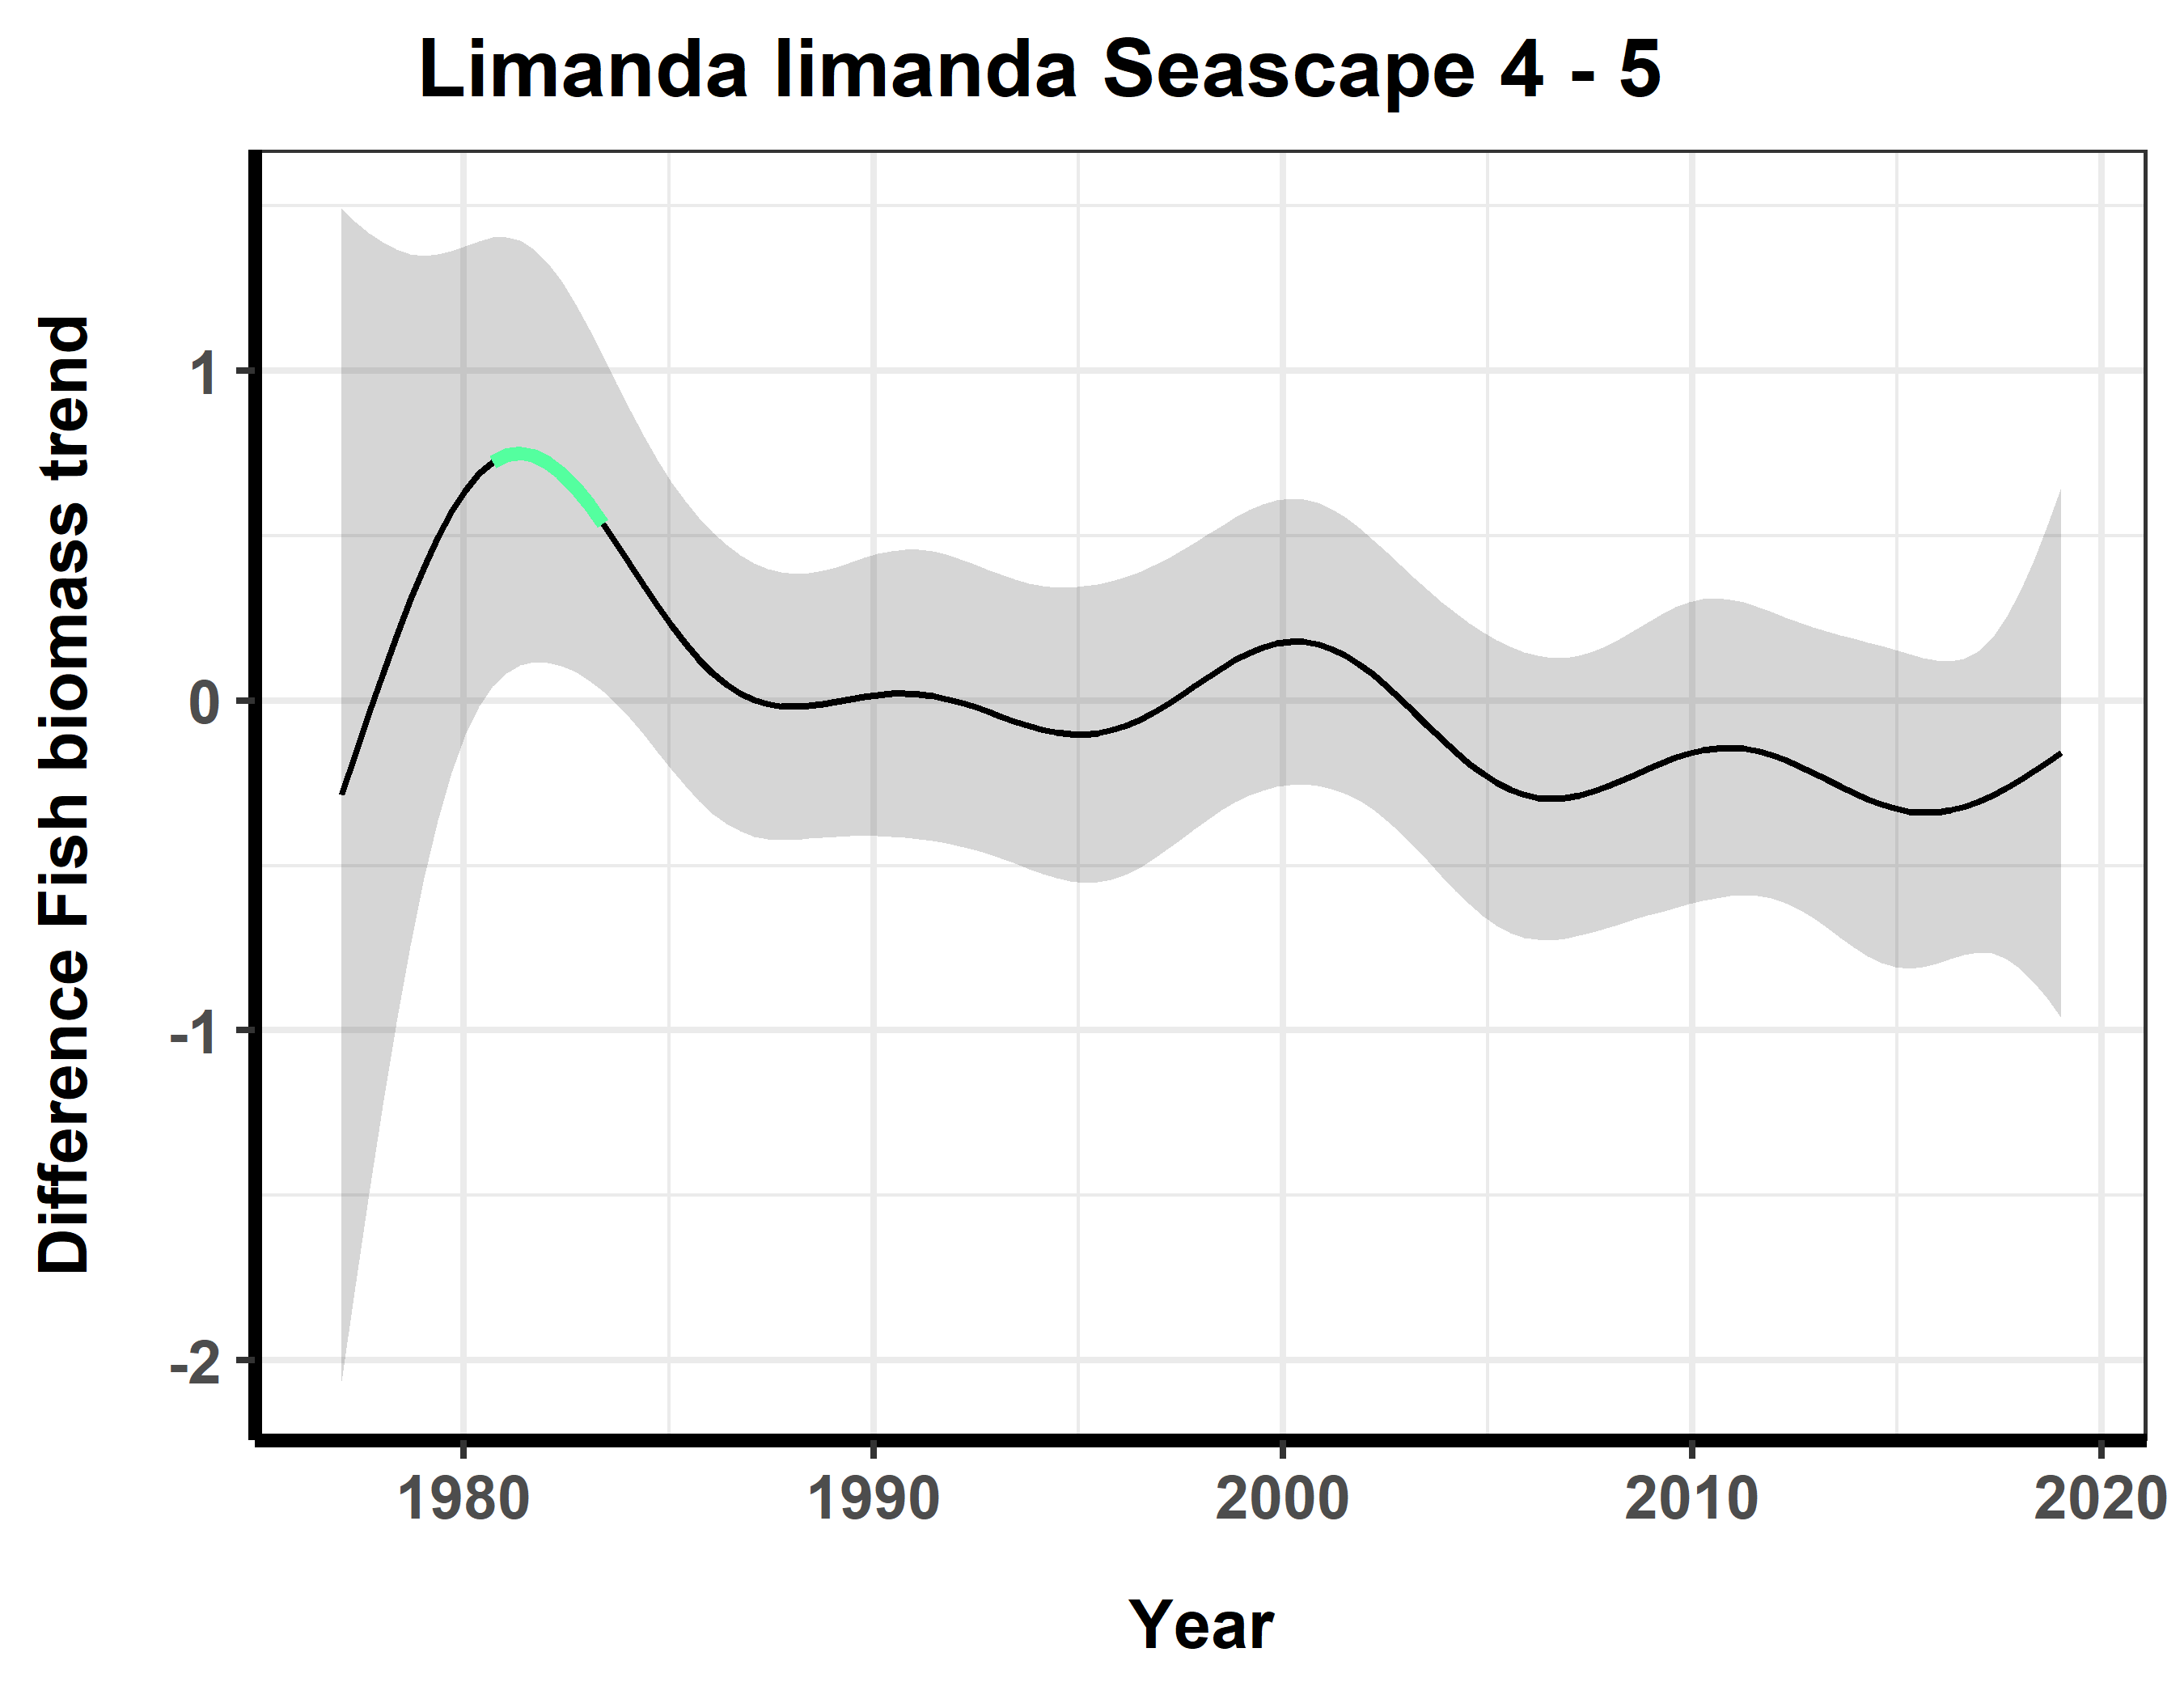 Limanda limanda Seascape 4 - 5
Difference Fish biomass trend
1
0
-1
-2
1980 1990 2000 2010 2020
Year